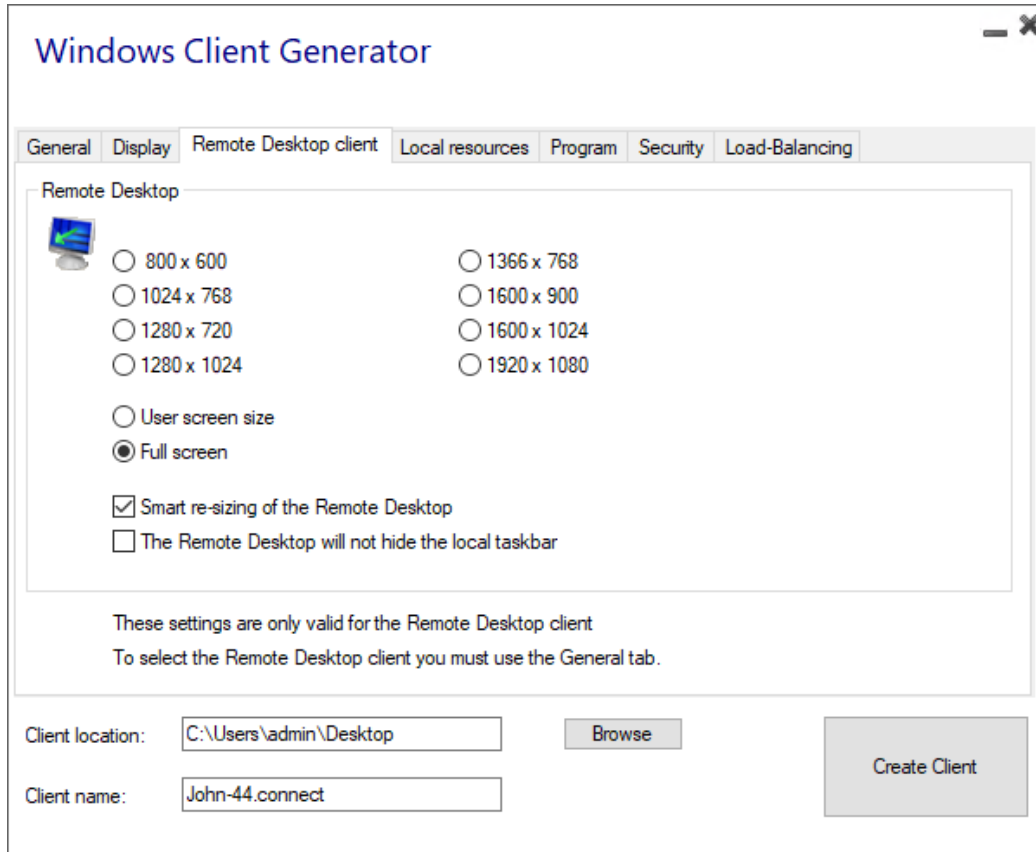 Windows Client Generator
General Display Remote Desktop client Local resources Program Security Load-Balancing
Remote Desktop
800 x 600
1024 x 768
1280 x 720
1280 x 1024
1366 x 768
1600 x 900
1600 x 1024
1920 x 1080
User screen size
Full screen
Smart re-sizing of the Remote Desktop
The Remote Desktop will not hide the local taskbar
These settings are only valid for the Remote Desktop client
To select the Remote Desktop client you must use the General tab.
Client location: C:\Users\admin\Desktop Browse
Client name: John-44.connect
Create Client